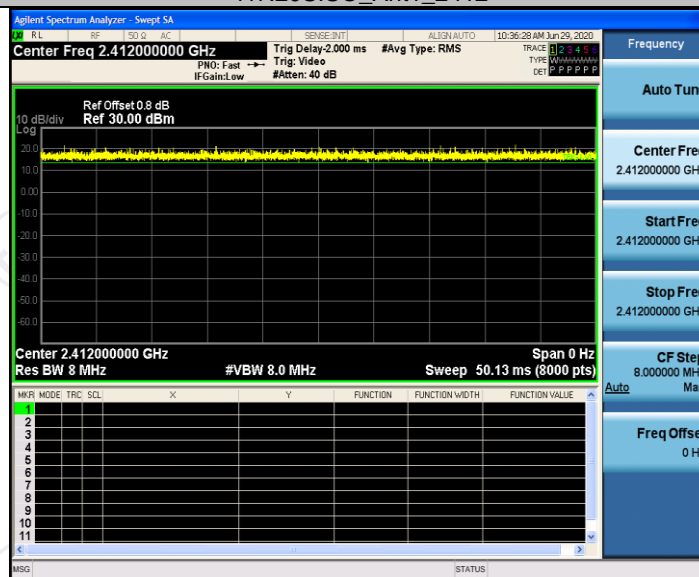 Agilent Spectrum Analyzer - Swept SA
RL RF 50 Ω AC SENSE:INT ALIGN AUTO 10:36:28 AM Jun 29, 2020
Center Freq 2.412000000 GHz
PNO: Fast
IFGain:Low
Trig Delay-2.000 ms
Trig: Video
#Atten: 40 dB
#Avg Type: RMS
TRACE 1 2 3 4 5 6
TYPE
DET P P P P P P
Ref Offset 0.8 dB
10 dB/div Ref 30.00 dBm
Log
20.0
10.0
0.00
-10.0
-20.0
-30.0
-40.0
-50.0
-60.0
Center 2.412000000 GHz Span 0 Hz
Res BW 8 MHz #VBW 8.0 MHz Sweep 50.13 ms (8000 pts)
MKR MODE TRC SCL X Y FUNCTION FUNCTION WIDTH FUNCTION VALUE
1
2
3
4
5
6
7
8
9
10
11
MSG STATUS
Frequency
Auto Tun
Center Fre
2.412000000 GH
Start Fre
2.412000000 GH
Stop Fre
2.412000000 GH
CF Ste
8.000000 MH
Auto Ma
Freq Offse
0 H